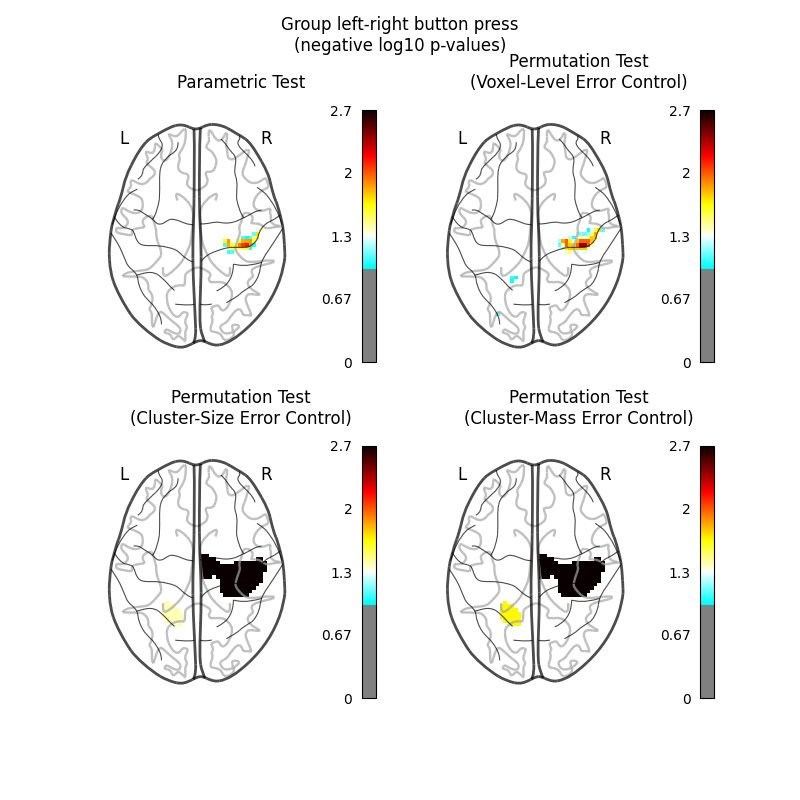 Group left-right button press
(negative log10 p-values)
Parametric Test
Permutation Test
(Voxel-Level Error Control)
L
R
2.7
2
1.3
0.67
0
L
R
2.7
2
1.3
0.67
0
Permutation Test
(Cluster-Size Error Control)
Permutation Test
(Cluster-Mass Error Control)
L
R
2.7
2
1.3
0.67
0
L
R
2.7
2
1.3
0.67
0